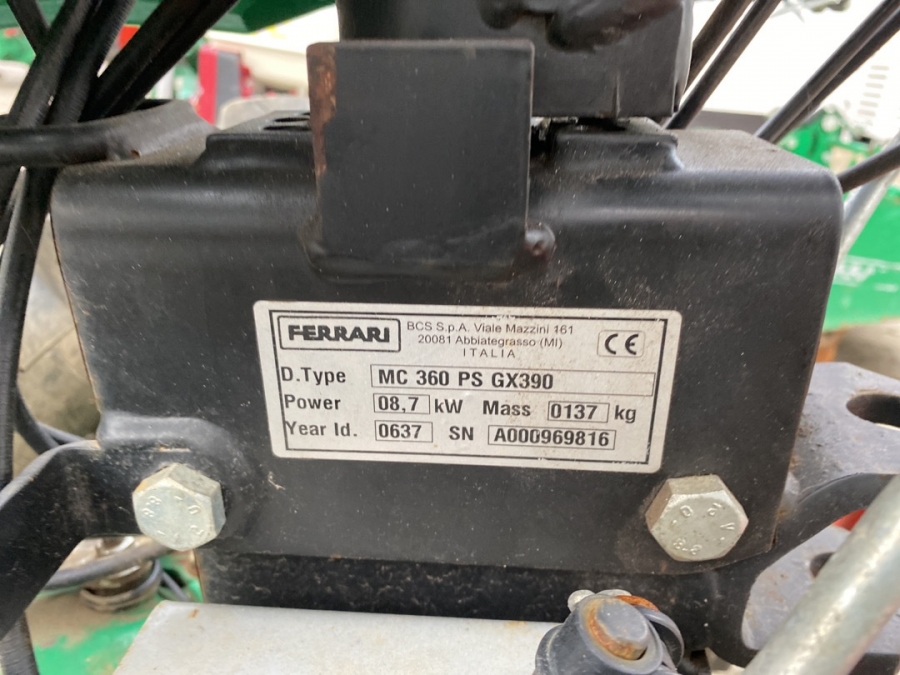 FERRARI
BCS S.p.A. Viale Mazzini 161
20081 Abbiategrasso (MI)
ITALIA
CE
D.Type MC 360 PS GX390
Power 08,7 kW Mass 0137 kg
Year Id. 0637 SN A000969816